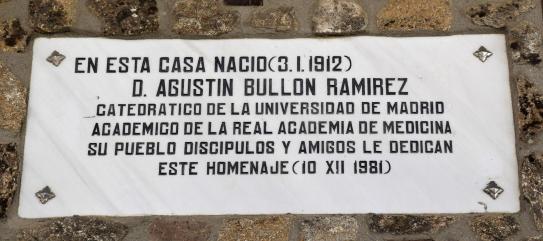 EN ESTA CASA NACIO(3.1.1912)
D. AGUSTIN BULLON RAMIREZ
CATEDRATICO DE LA UNIVERSIDAD DE MADRID
ACADEMICO DE LA REAL ACADEMIA DE MEDICINA
SU PUEBLO DISCIPULOS Y AMIGOS LE DEDICAN
ESTE HOMENAJE(10 XII 1981)